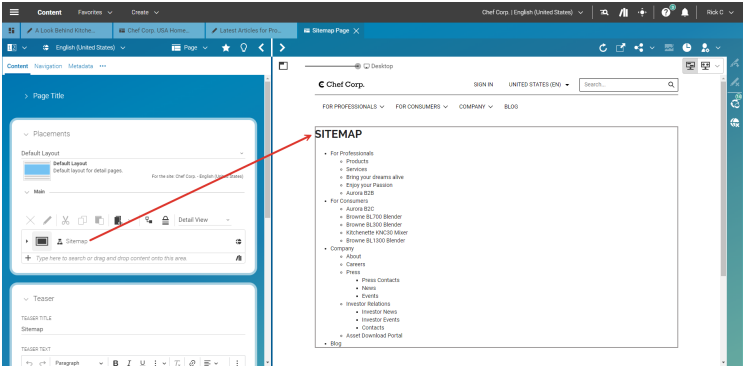 Content Favorites Create Chef Corp. | English (United States) Rick C
A Look Behind Kitche... Chef Corp. USA Home... Latest Articles for Pro... Sitemap Page
English (United States) Page
Content Navigation Metadata ••• Desktop
Page Title
Placements
Default Layout
Default Layout
Default layout for detail pages.
For the site: Chef Corp. - English (United States)
Main
Detail View
Sitemap
Type here to search or drag and drop content onto this area.
Teaser
TEASER TITLE
Sitemap
TEASER TEXT
Paragraph B I U
Chef Corp. SIGN IN UNITED STATES (EN) Search...
FOR PROFESSIONALS FOR CONSUMERS COMPANY BLOG
SITEMAP
For Professionals
Products
Services
Bring your dreams alive
Enjoy your Passion
Aurora B2B
For Consumers
Aurora B2C
Browne BL700 Blender
Browne BL300 Blender
Kitchenette KNC30 Mixer
Browne BL1300 Blender
Company
About
Careers
Press
Press Contacts
News
Events
Investor Relations
Investor News
Investor Events
Contacts
Asset Download Portal
Blog